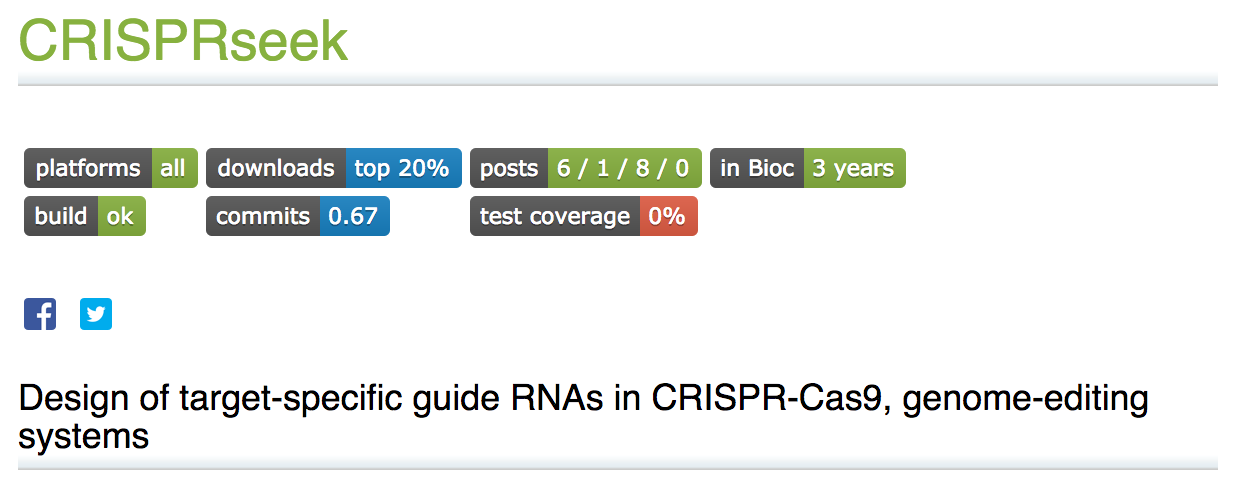 CRISPRseek
platforms all downloads top 20% posts 6 / 1 / 8 / 0 in Bioc 3 years
build ok commits 0.67 test coverage 0%
Design of target-specific guide RNAs in CRISPR-Cas9, genome-editing
systems